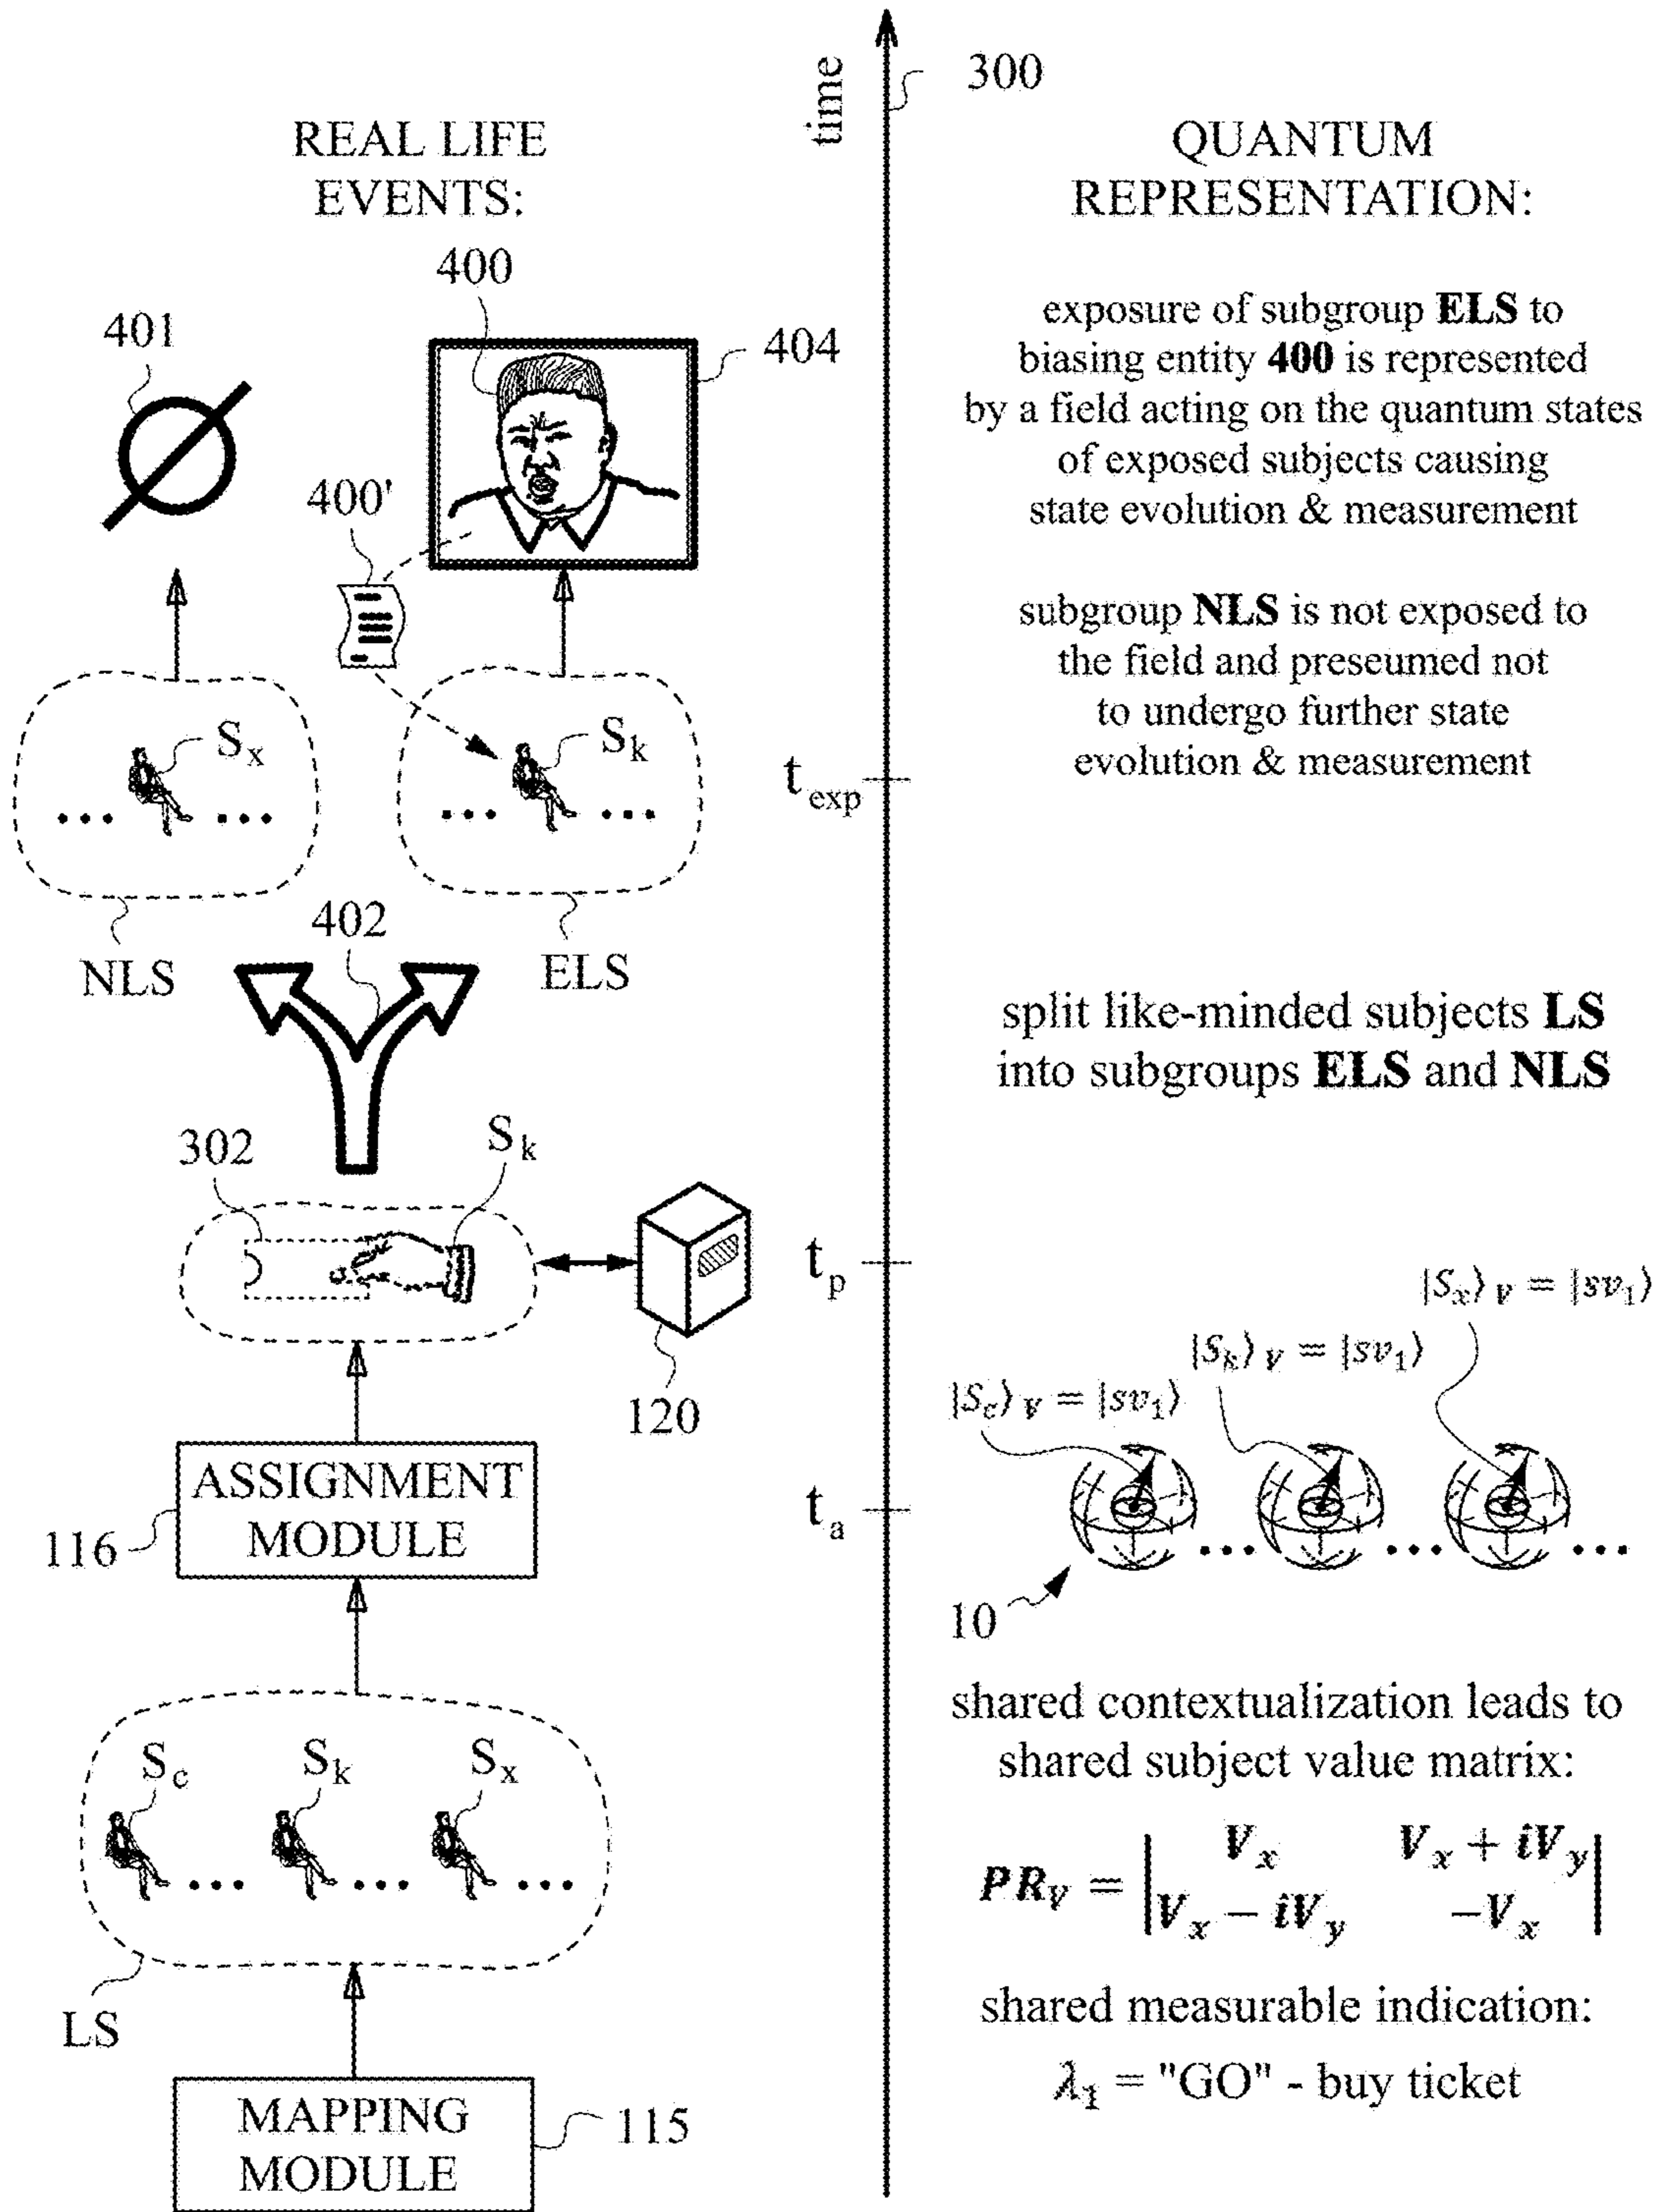 time
300
REAL LIFE
EVENTS:
400
401
404
400'
Sx
Sk
NLS
ELS
402
302
Sk
120
ASSIGNMENT
MODULE
116
Sc
Sk
Sx
LS
MAPPING
MODULE
115
texp
tp
ta
QUANTUM
REPRESENTATION:
exposure of subgroup ELS to
biasing entity 400 is represented
by a field acting on the quantum states
of exposed subjects causing
state evolution & measurement
subgroup NLS is not exposed to
the field and preseumed not
to undergo further state
evolution & measurement
split like-minded subjects LS
into subgroups ELS and NLS
|Sx⟩V = |sv1⟩
|Sk⟩V = |sv1⟩
|Sc⟩V = |sv1⟩
10
shared contextualization leads to
shared subject value matrix:
PRV = | Vx Vx + iVy |
| Vx − iVy −Vx |
shared measurable indication:
λ1 = "GO" - buy ticket